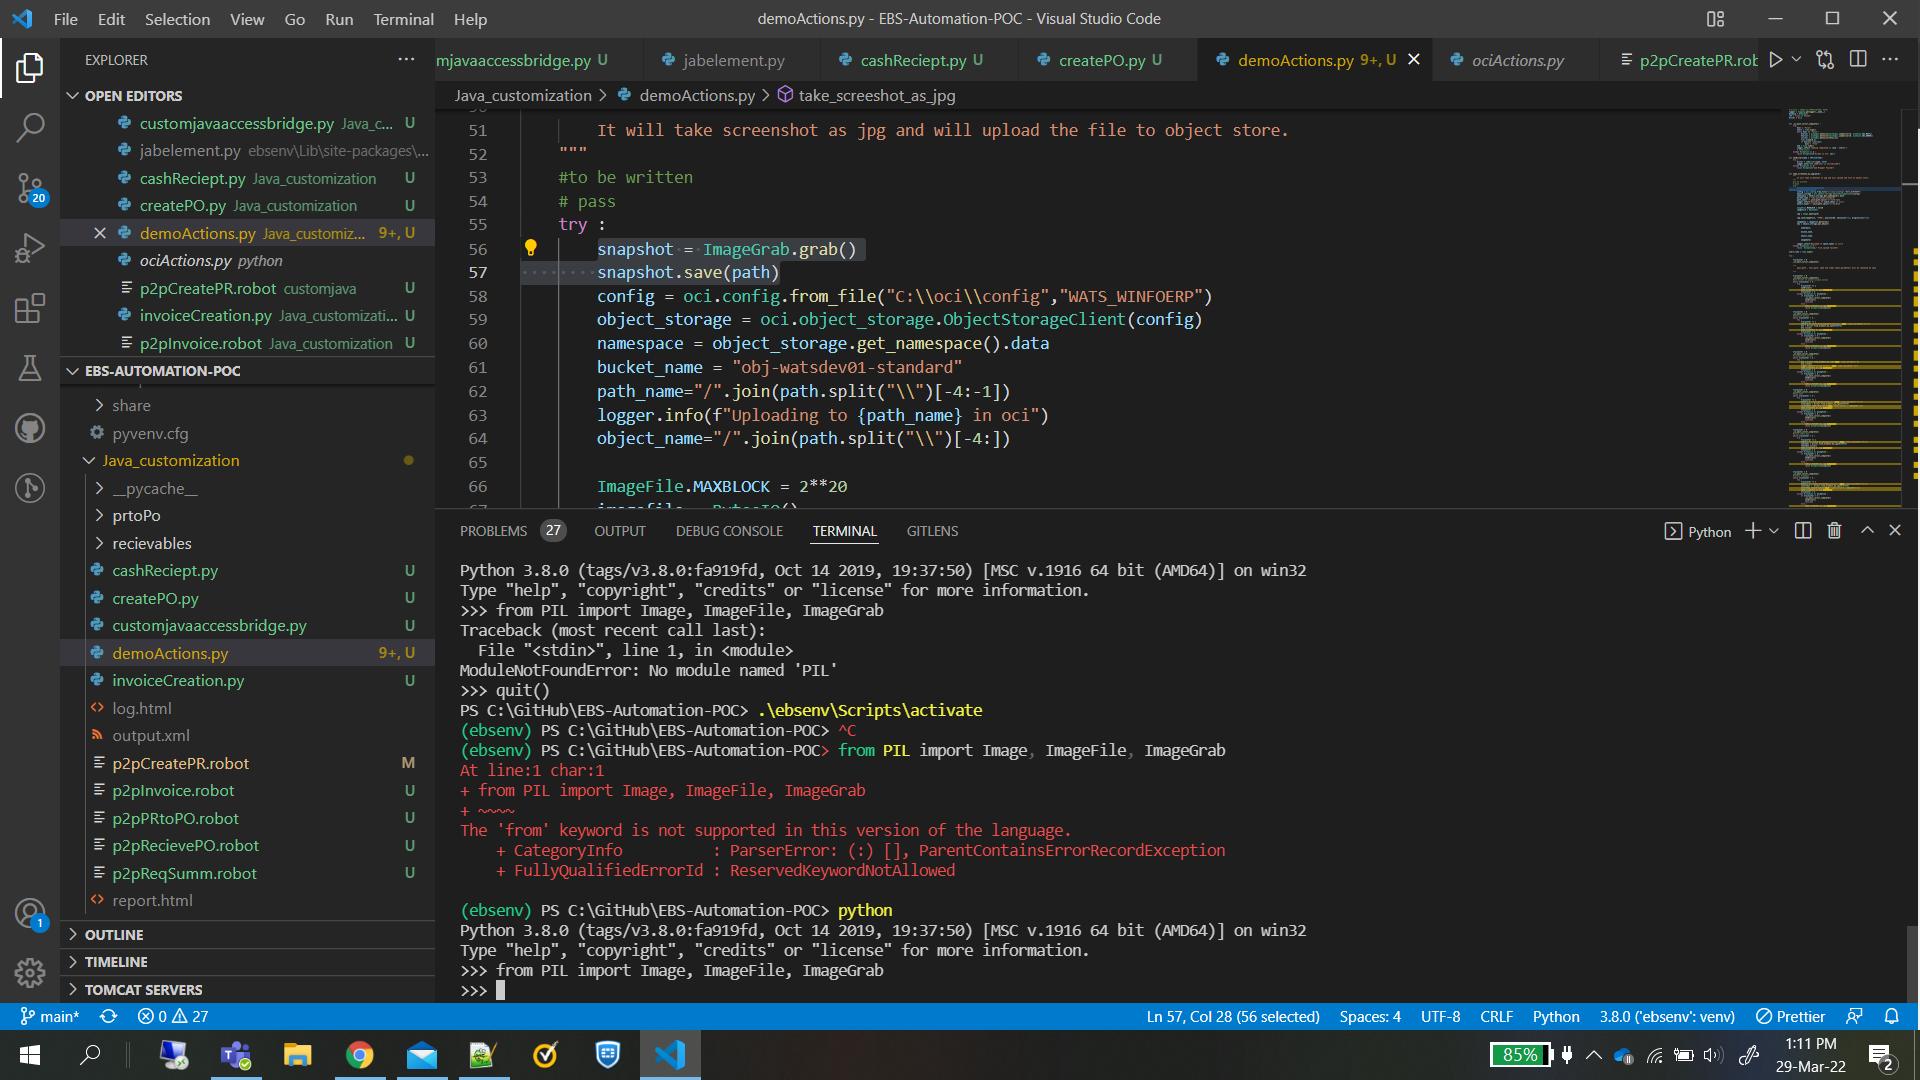 File Edit Selection View Go Run Terminal Help
demoActions.py - EBS-Automation-POC - Visual Studio Code
EXPLORER
OPEN EDITORS
customjavaaccessbridge.py Java_c... U
jabelement.py ebsenv\Lib\site-packages\...
cashReciept.py Java_customization U
createPO.py Java_customization U
demoActions.py Java_customiz... 9+, U
ociActions.py python
p2pCreatePR.robot customjava U
invoiceCreation.py Java_customizati... U
p2pInvoice.robot Java_customization U
EBS-AUTOMATION-POC
share
pyvenv.cfg
Java_customization
__pycache__
prtoPo
recievables
cashReciept.py U
createPO.py U
customjavaaccessbridge.py U
demoActions.py 9+, U
invoiceCreation.py U
log.html
output.xml
p2pCreatePR.robot M
p2pInvoice.robot U
p2pPRtoPO.robot U
p2pRecievePO.robot U
p2pReqSumm.robot U
report.html
OUTLINE
TIMELINE
TOMCAT SERVERS
20
1
mjavaaccessbridge.py U jabelement.py cashReciept.py U createPO.py U demoActions.py 9+, U ociActions.py p2pCreatePR.rob
Java_customization > demoActions.py > take_screeshot_as_jpg
51 It will take screenshot as jpg and will upload the file to object store.
52 """
53 #to be written
54 # pass
55 try :
56 snapshot = ImageGrab.grab()
57 snapshot.save(path)
58 config = oci.config.from_file("C:\\oci\\config","WATS_WINFOERP")
59 object_storage = oci.object_storage.ObjectStorageClient(config)
60 namespace = object_storage.get_namespace().data
61 bucket_name = "obj-watsdev01-standard"
62 path_name="/".join(path.split("\\")[-4:-1])
63 logger.info(f"Uploading to {path_name} in oci")
64 object_name="/".join(path.split("\\")[-4:])
65
66 ImageFile.MAXBLOCK = 2**20
PROBLEMS 27 OUTPUT DEBUG CONSOLE TERMINAL GITLENS Python
Python 3.8.0 (tags/v3.8.0:fa919fd, Oct 14 2019, 19:37:50) [MSC v.1916 64 bit (AMD64)] on win32
Type "help", "copyright", "credits" or "license" for more information.
>>> from PIL import Image, ImageFile, ImageGrab
Traceback (most recent call last):
File "<stdin>", line 1, in <module>
ModuleNotFoundError: No module named 'PIL'
>>> quit()
PS C:\GitHub\EBS-Automation-POC> .\ebsenv\Scripts\activate
(ebsenv) PS C:\GitHub\EBS-Automation-POC> ^C
(ebsenv) PS C:\GitHub\EBS-Automation-POC> from PIL import Image, ImageFile, ImageGrab
At line:1 char:1
+ from PIL import Image, ImageFile, ImageGrab
+ ~~~~
The 'from' keyword is not supported in this version of the language.
+ CategoryInfo : ParserError: (:) [], ParentContainsErrorRecordException
+ FullyQualifiedErrorId : ReservedKeywordNotAllowed
(ebsenv) PS C:\GitHub\EBS-Automation-POC> python
Python 3.8.0 (tags/v3.8.0:fa919fd, Oct 14 2019, 19:37:50) [MSC v.1916 64 bit (AMD64)] on win32
Type "help", "copyright", "credits" or "license" for more information.
>>> from PIL import Image, ImageFile, ImageGrab
>>>
main* 0 27 Ln 57, Col 28 (56 selected) Spaces: 4 UTF-8 CRLF Python 3.8.0 ('ebsenv': venv) Prettier
85% 1:11 PM
29-Mar-22 2